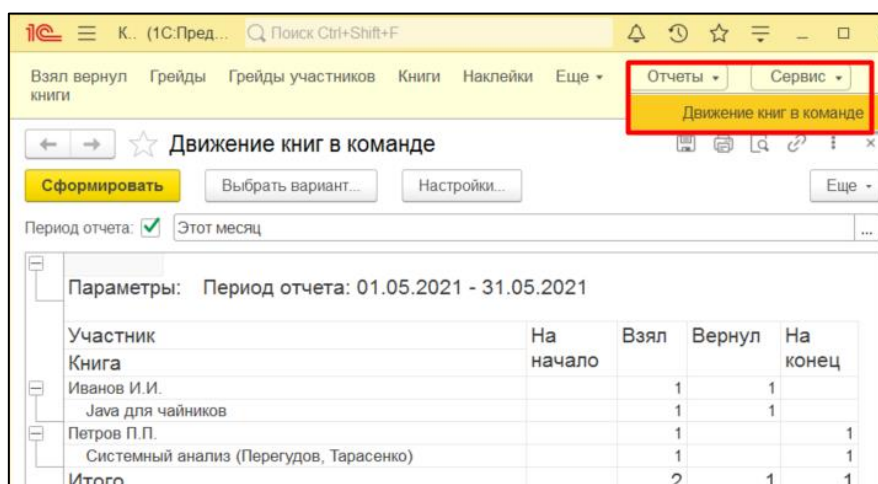 1С К.. (1С:Пред... Поиск Ctrl+Shift+F
Взял вернул книги Грейды Грейды участников Книги Наклейки Еще Отчеты Сервис
Движение книг в команде
Движение книг в команде
Сформировать Выбрать вариант... Настройки... Еще
Период отчета: Этот месяц ...
Параметры: Период отчета: 01.05.2021 - 31.05.2021
Участник На начало Взял Вернул На конец
Книга
Иванов И.И. 1 1
Java для чайников 1 1
Петров П.П. 1 1
Системный анализ (Перегудов, Тарасенко) 1 1
Итого 2 1 1